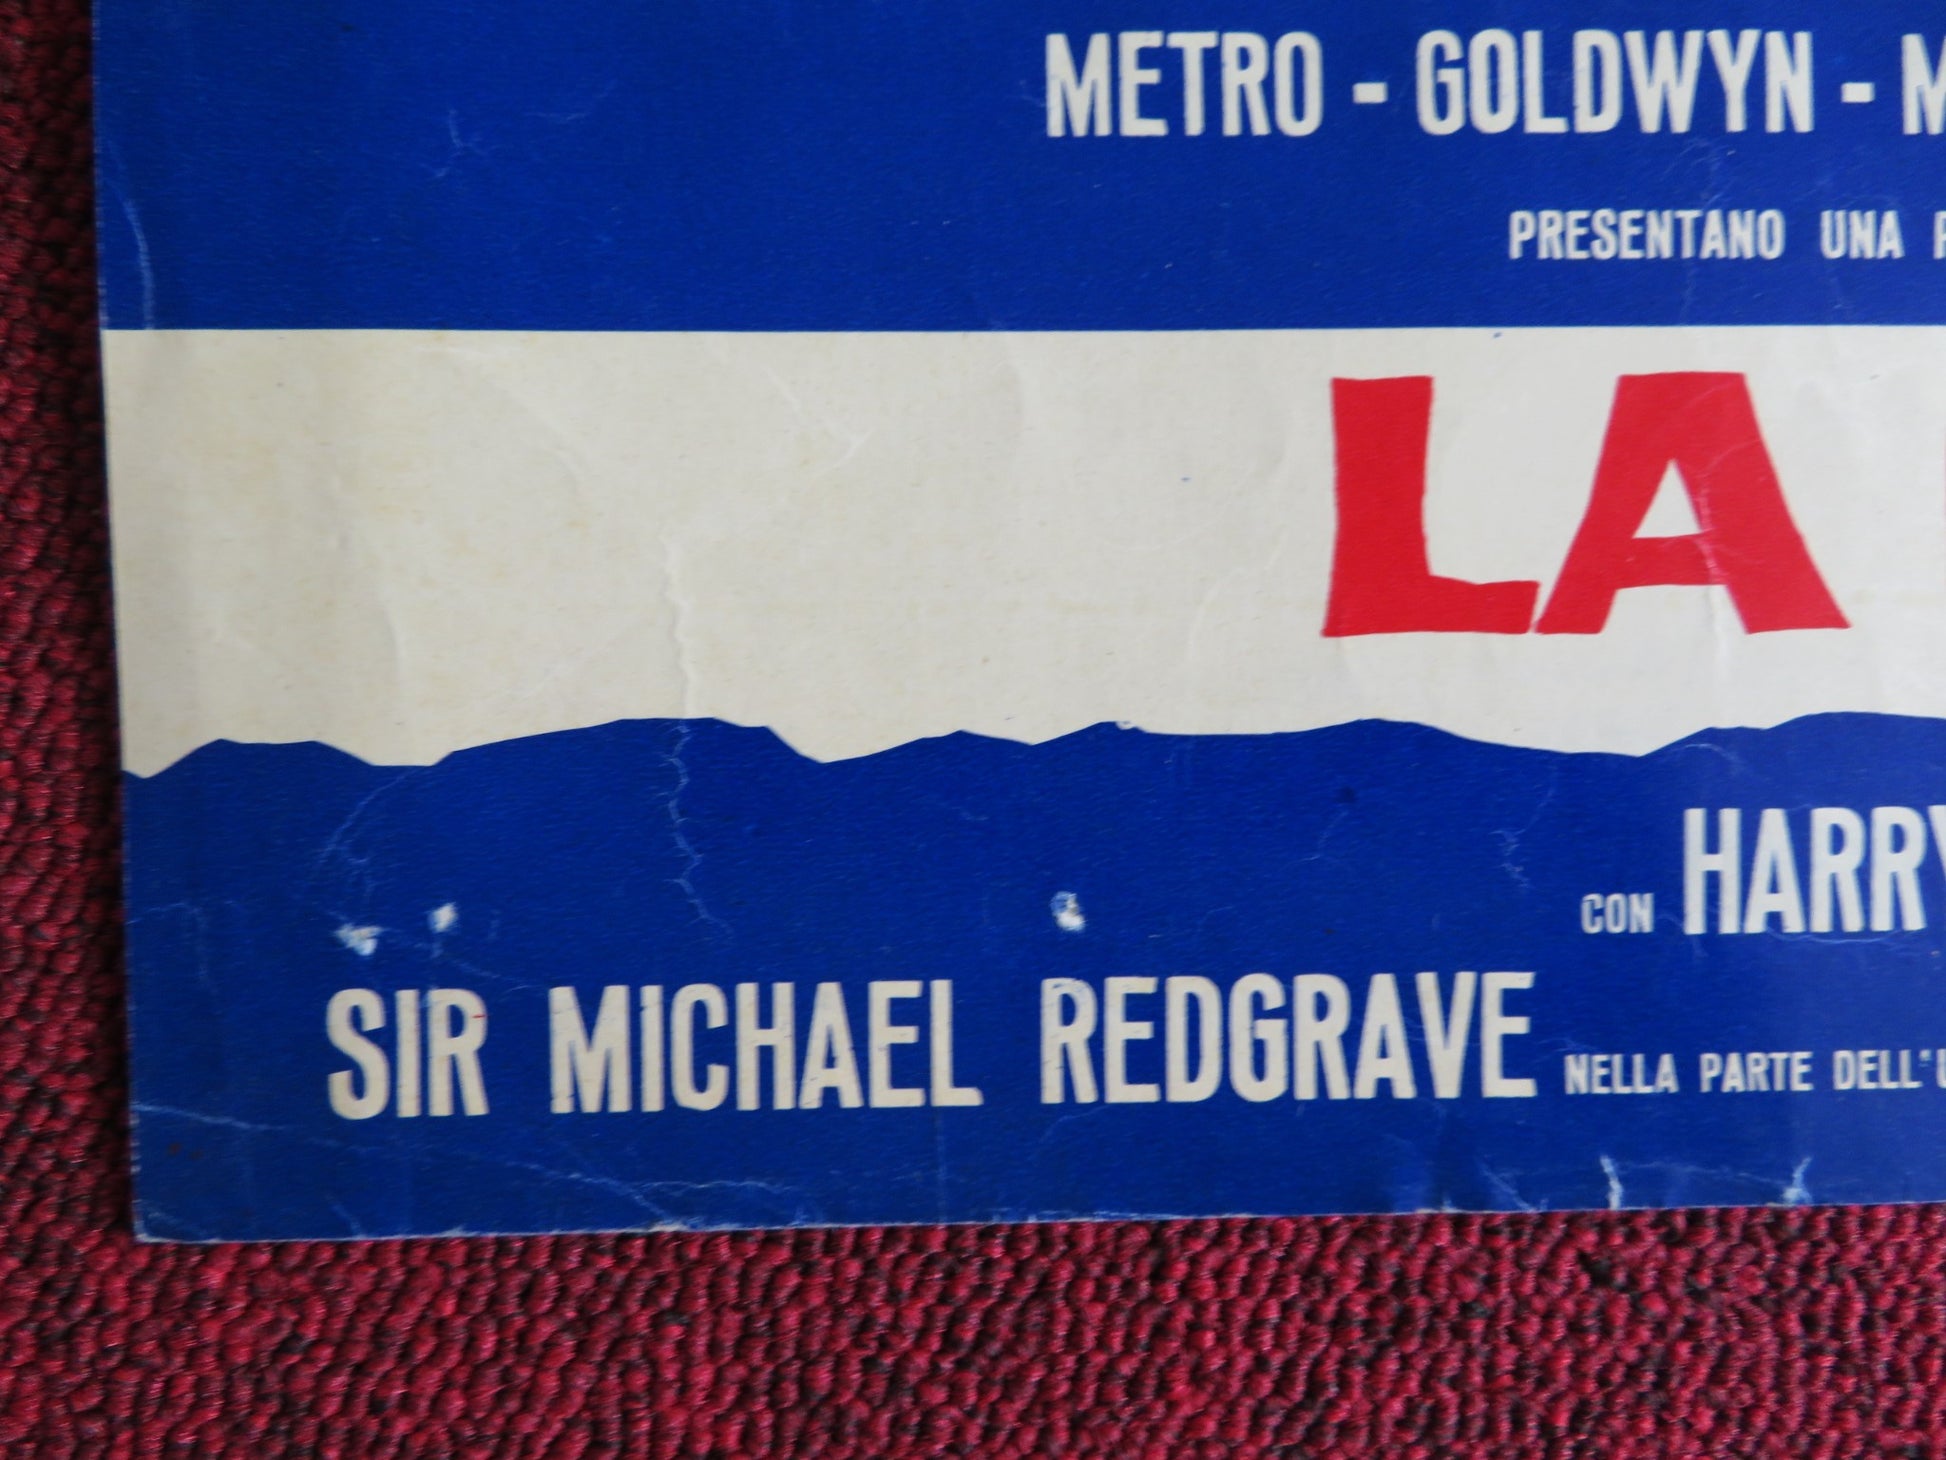 METRO - GOLDWYN - M
PRESENTANO UNA
LA
CON HARRY
SIR MICHAEL REDGRAVE NELLA PARTE DELL'U